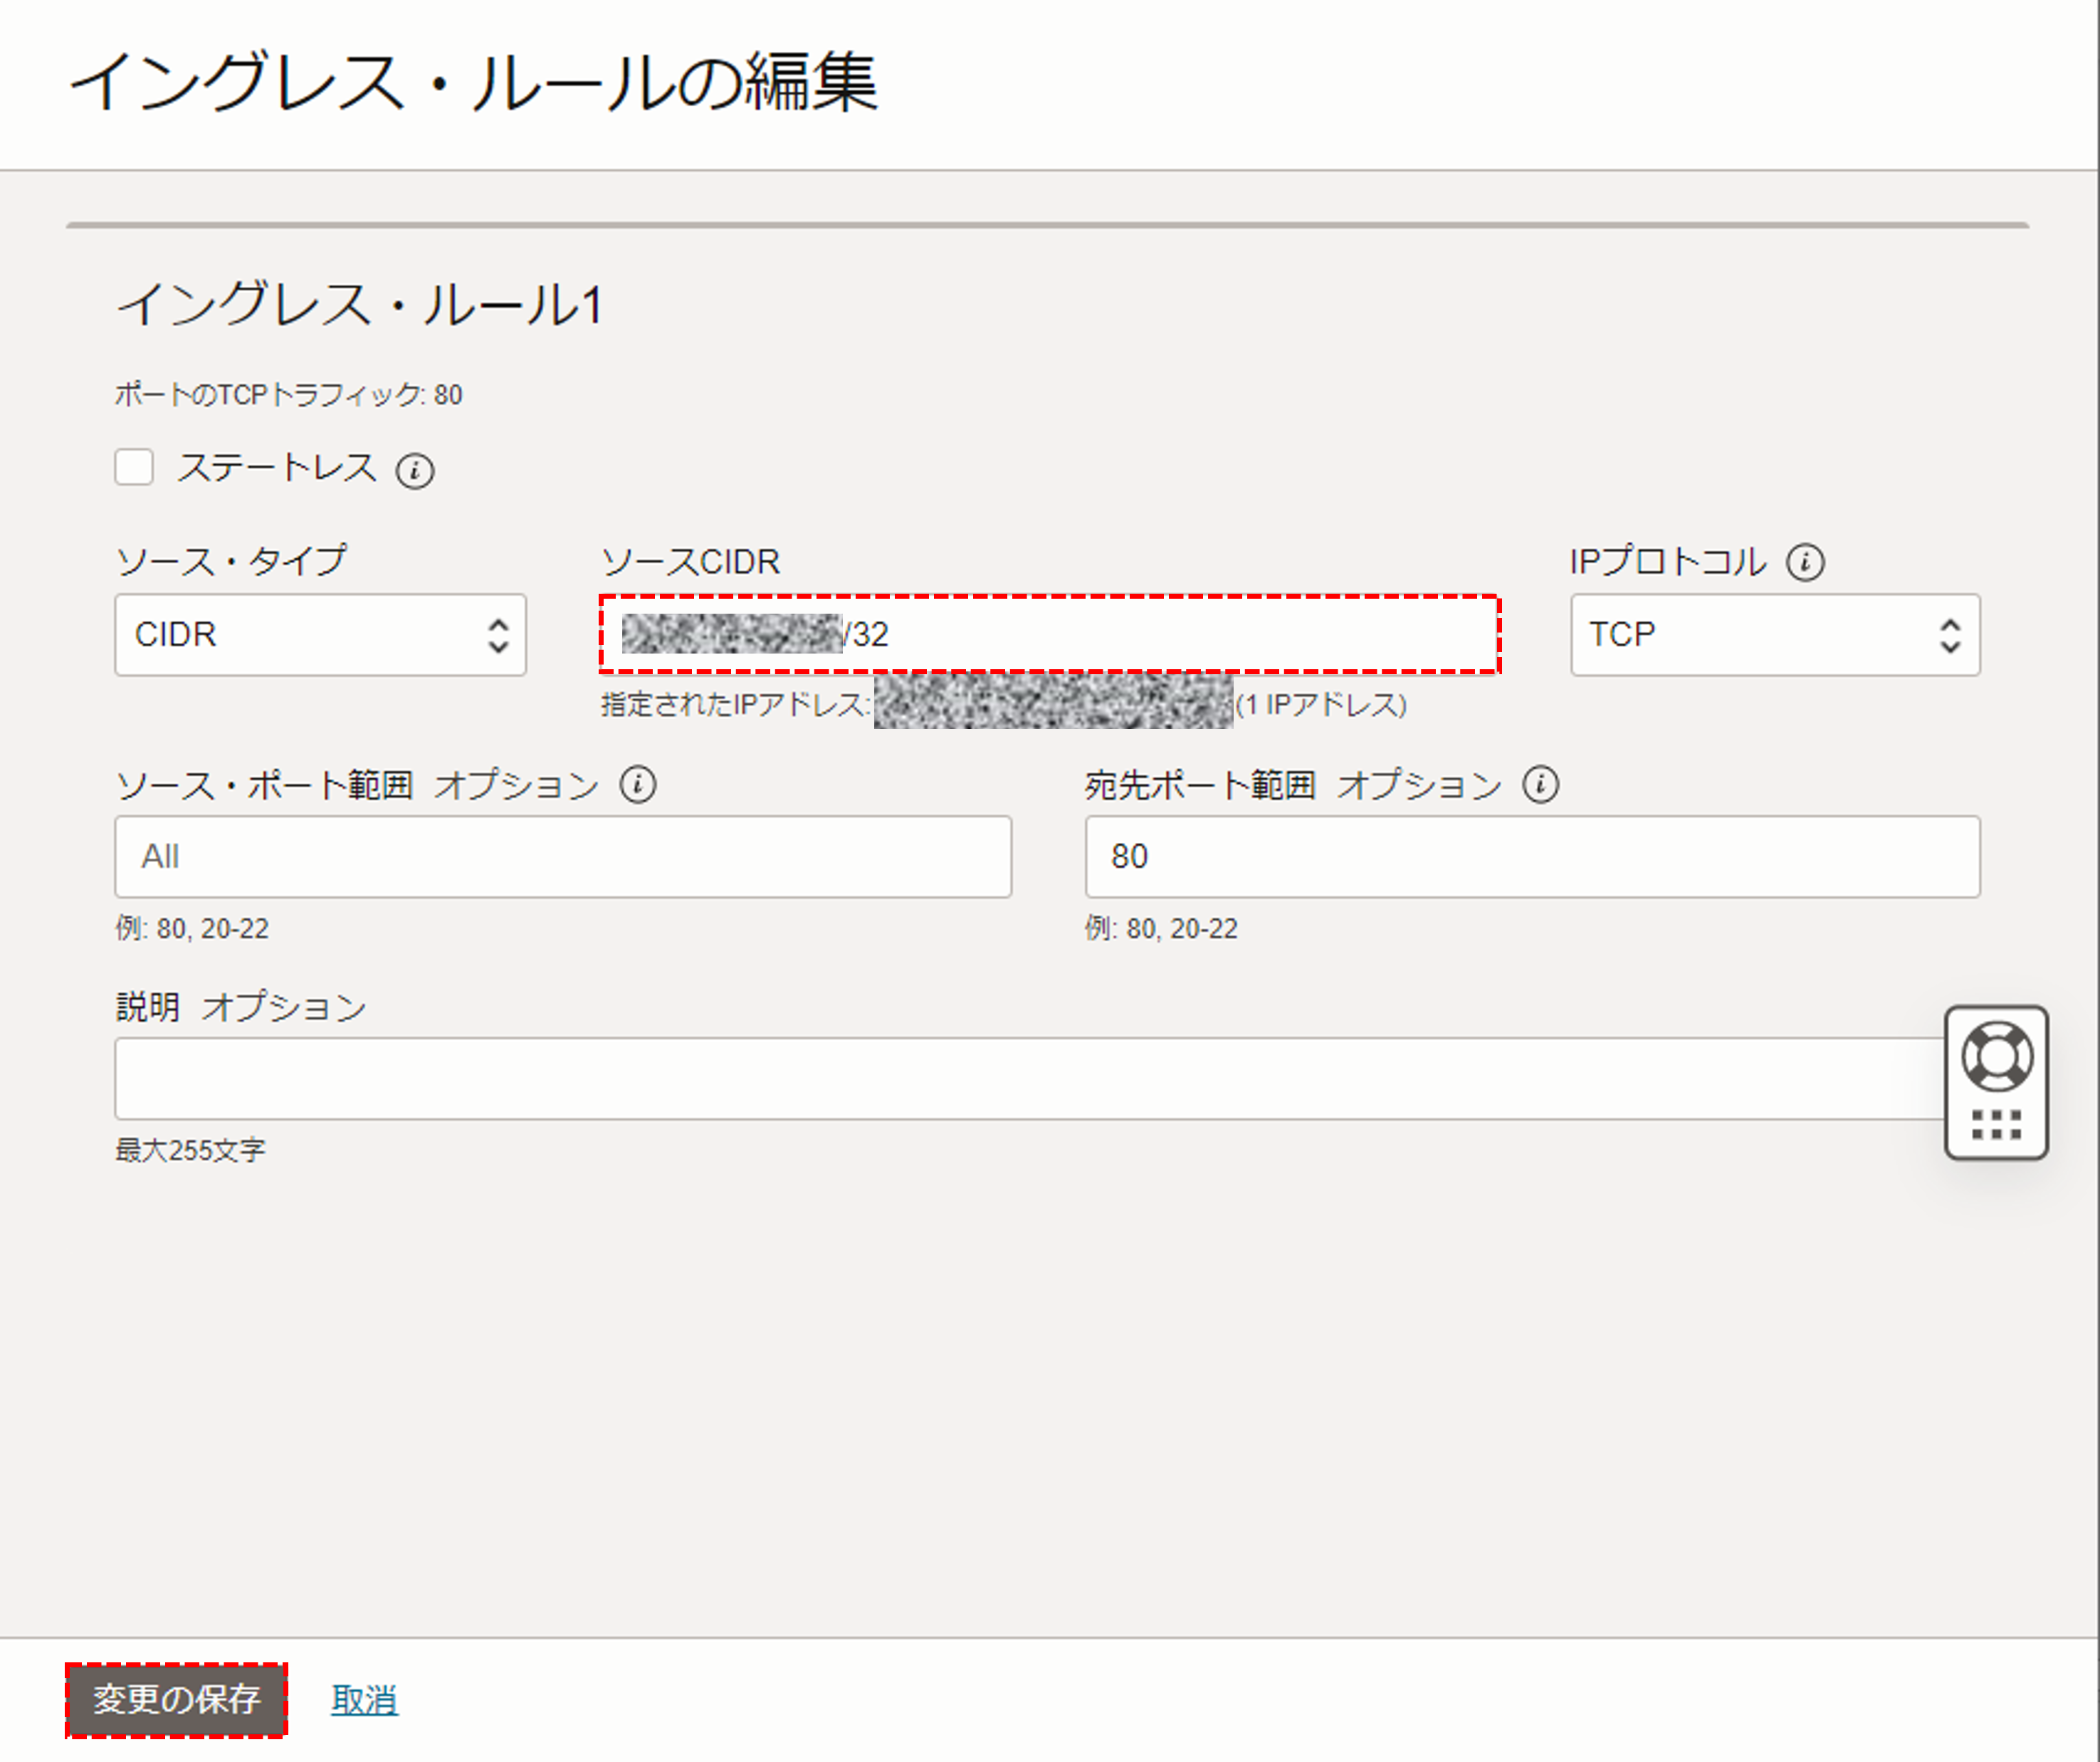 イングレス・ルールの編集
イングレス・ルール1
ポートのTCPトラフィック: 80
ステートレス
ソース・タイプ
ソースCIDR
IPプロトコル
CIDR
/32
TCP
指定されたIPアドレス: (1 IPアドレス)
ソース・ポート範囲 オプション
宛先ポート範囲 オプション
All
80
例: 80, 20-22
例: 80, 20-22
説明 オプション
最大255文字
変更の保存
取消